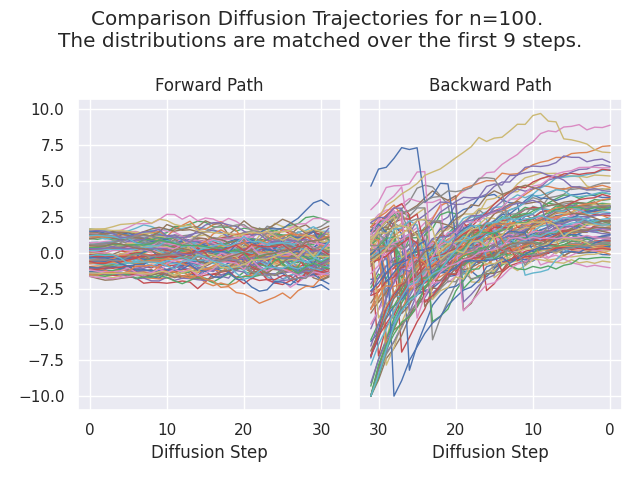 Comparison Diffusion Trajectories for n=100.
The distributions are matched over the first 9 steps.
Forward Path
Backward Path
10.0
7.5
5.0
2.5
0.0
−2.5
−5.0
−7.5
−10.0
0 10 20 30
30 20 10 0
Diffusion Step
Diffusion Step